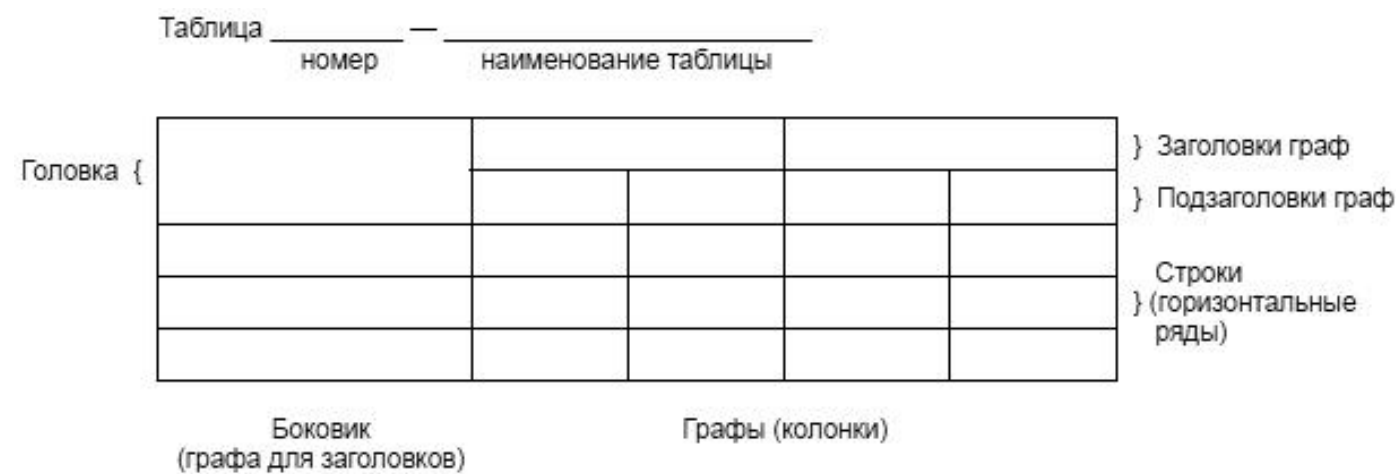 Таблица _________ — _________________________
номер наименование таблицы
Головка {
} Заголовки граф
} Подзаголовки граф
Строки
} (горизонтальные
ряды)
Боковик
(графа для заголовков)
Графы (колонки)